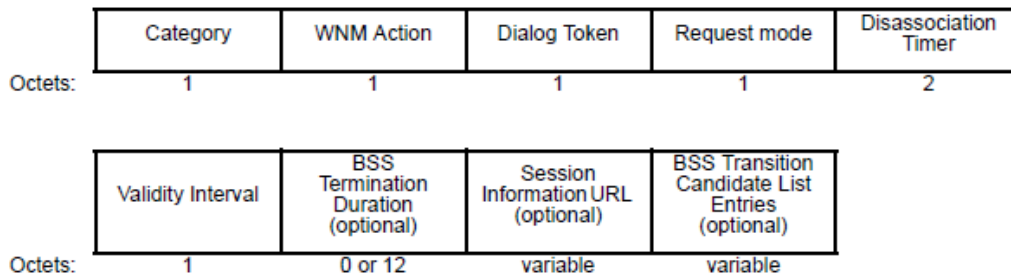 Category WNM Action Dialog Token Request mode Disassociation Timer
Octets: 1 1 1 1 2
Validity Interval BSS Termination Duration (optional) Session Information URL (optional) BSS Transition Candidate List Entries (optional)
Octets: 1 0 or 12 variable variable